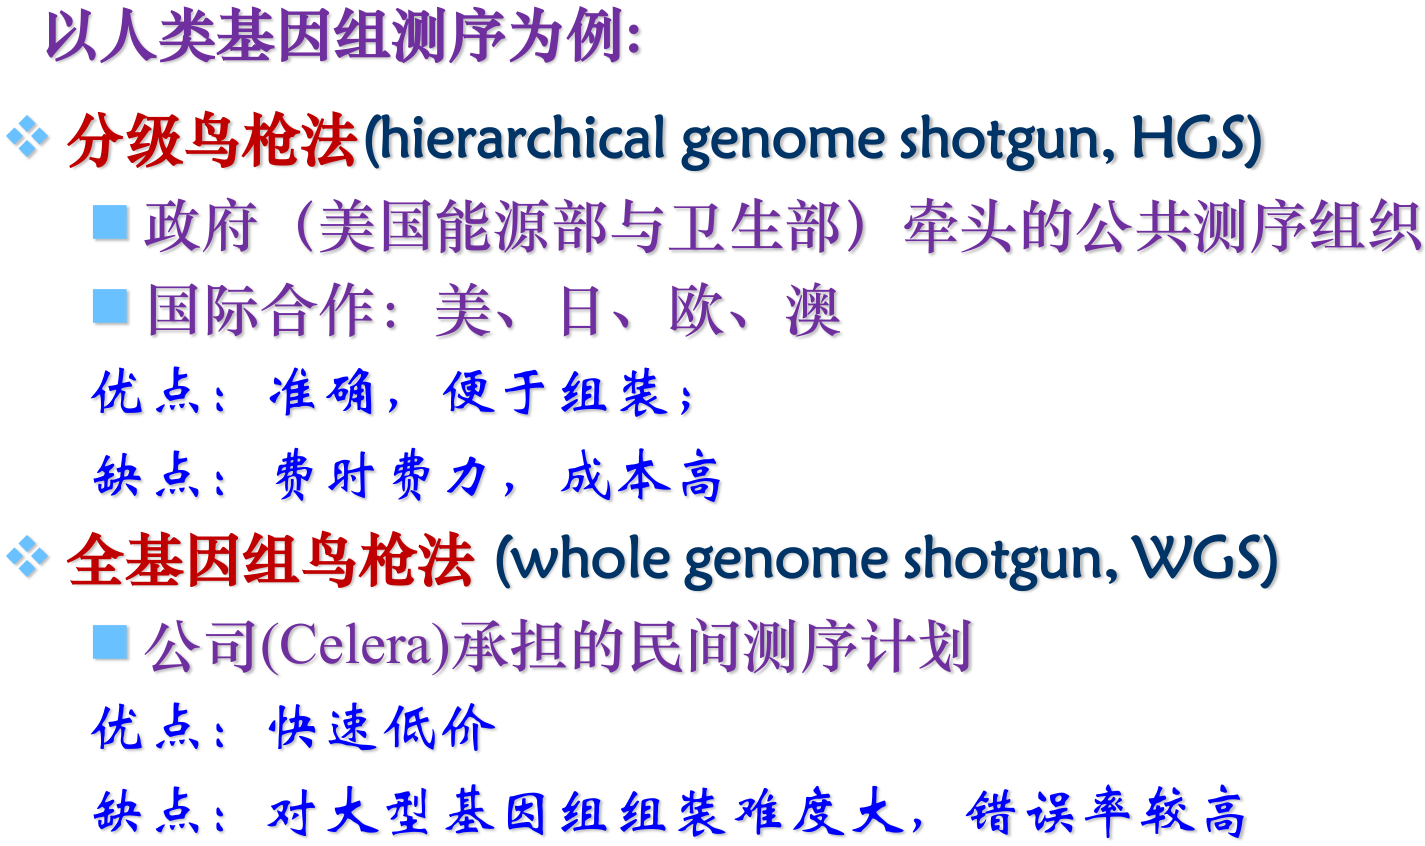 以人类基因组测序为例:
分级鸟枪法(hierarchical genome shotgun, HGS)
政府（美国能源部与卫生部）牵头的公共测序组织
国际合作：美、日、欧、澳
优点：准确，便于组装；
缺点：费时费力，成本高
全基因组鸟枪法 (whole genome shotgun, WGS)
公司(Celera)承担的民间测序计划
优点：快速低价
缺点：对大型基因组组装难度大，错误率较高